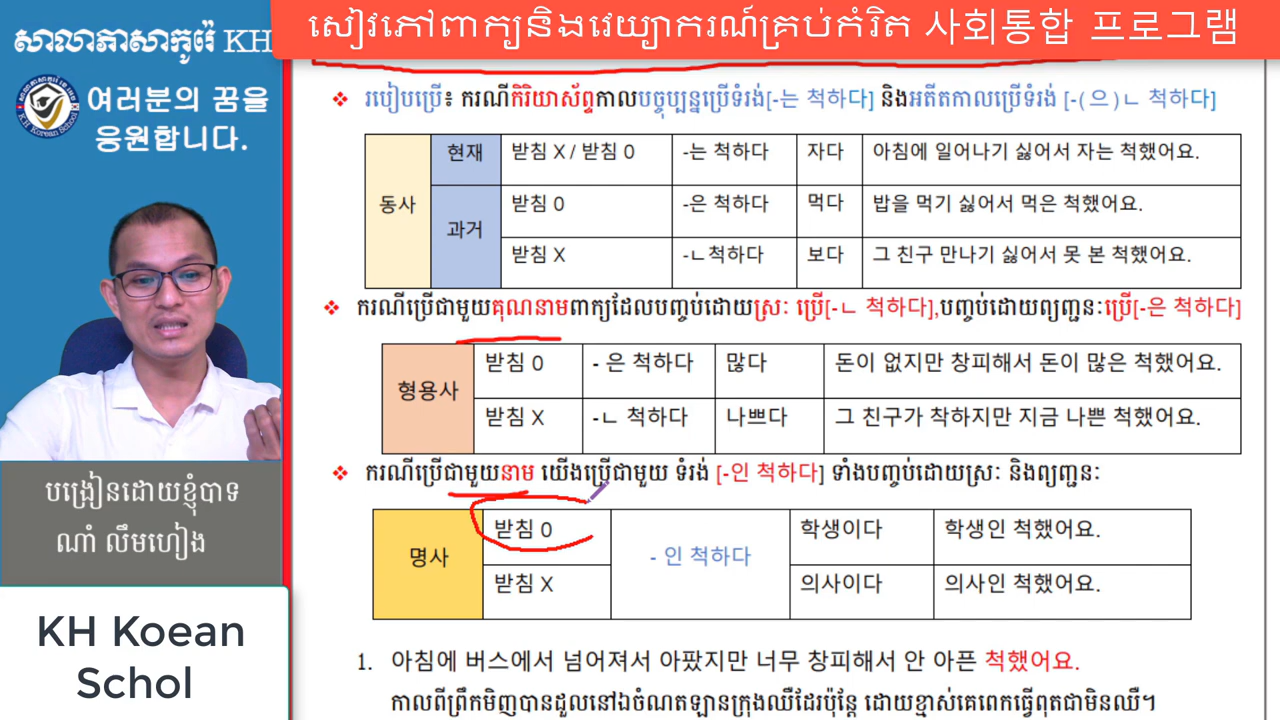 សៀវភៅពាក្យនិងវេយ្យាករណ៍គ្រប់កំរិត 사회통합 프로그램
សាលាភាសាកូរ៉េ KH
여러분의 꿈을
응원합니다.
KH Korean School
របៀបប្រើ៖ ករណីកិរិយាស័ព្ទកាលបច្ចុប្បន្នប្រើទំរង់[-는 척하다] និងអតីតកាលប្រើទំរង់ [-(으)ㄴ 척하다]
동사 현재 받침 X / 받침 0 -는 척하다 자다 아침에 일어나기 싫어서 자는 척했어요.
과거 받침 0 -은 척하다 먹다 밥을 먹기 싫어서 먹은 척했어요.
받침 X -ㄴ척하다 보다 그 친구 만나기 싫어서 못 본 척했어요.
ករណីប្រើជាមួយគុណនាមពាក្យដែលបញ្ចប់ដោយស្រៈ ប្រើ[-ㄴ 척하다],បញ្ចប់ដោយព្យញ្ជនៈប្រើ[-은 척하다]
형용사 받침 0 - 은 척하다 많다 돈이 없지만 창피해서 돈이 많은 척했어요.
받침 X -ㄴ 척하다 나쁘다 그 친구가 착하지만 지금 나쁜 척했어요.
ករណីប្រើជាមួយនាម យើងប្រើជាមួយ ទំរង់ [-인 척하다] ទាំងបញ្ចប់ដោយស្រៈ និងព្យញ្ជនៈ
명사 받침 0 - 인 척하다 학생이다 학생인 척했어요.
받침 X 의사이다 의사인 척했어요.
1. 아침에 버스에서 넘어져서 아팠지만 너무 창피해서 안 아픈 척했어요.
កាលពីព្រឹកមិញបានដួលនៅឯចំណតឡានក្រុងឈឺដែរប៉ុន្តែ ដោយខ្មាស់គេពេកធ្វើពុតជាមិនឈឺ។
បង្រៀនដោយខ្ញុំបាទ
ណាំ លឹមហៀង
KH Koean
Schol